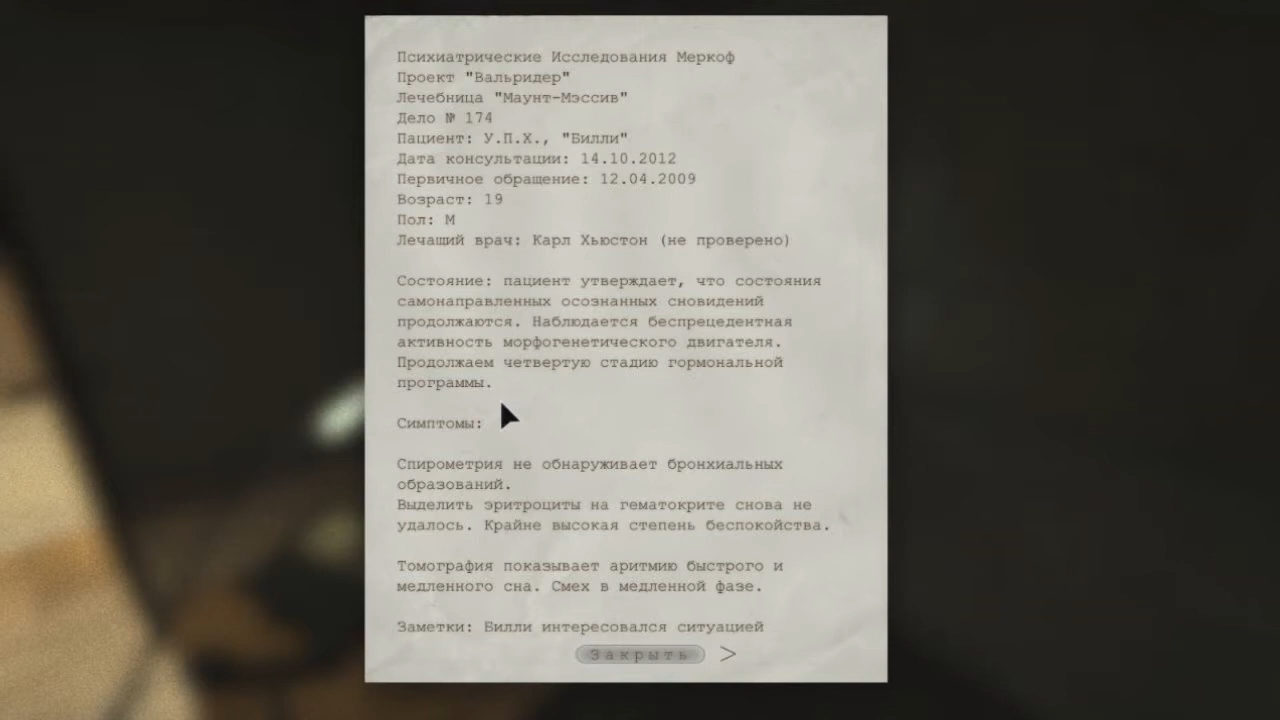 Психиатрические Исследования Меркоф
Проект "Вальридер"
Лечебница "Маунт-Мэссив"
Дело № 174
Пациент: У.П.Х., "Билли"
Дата консультации: 14.10.2012
Первичное обращение: 12.04.2009
Возраст: 19
Пол: М
Лечащий врач: Карл Хьюстон (не проверено)
Состояние: пациент утверждает, что состояния
самонаправленных осознанных сновидений
продолжаются. Наблюдается беспрецедентная
активность морфогенетического двигателя.
Продолжаем четвертую стадию гормональной
программы.
Симптомы:
Спирометрия не обнаруживает бронхиальных
образований.
Выделить эритроциты на гематокрите снова не
удалось. Крайне высокая степень беспокойства.
Томография показывает аритмию быстрого и
медленного сна. Смех в медленной фазе.
Заметки: Билли интересовался ситуацией
Закрыть >